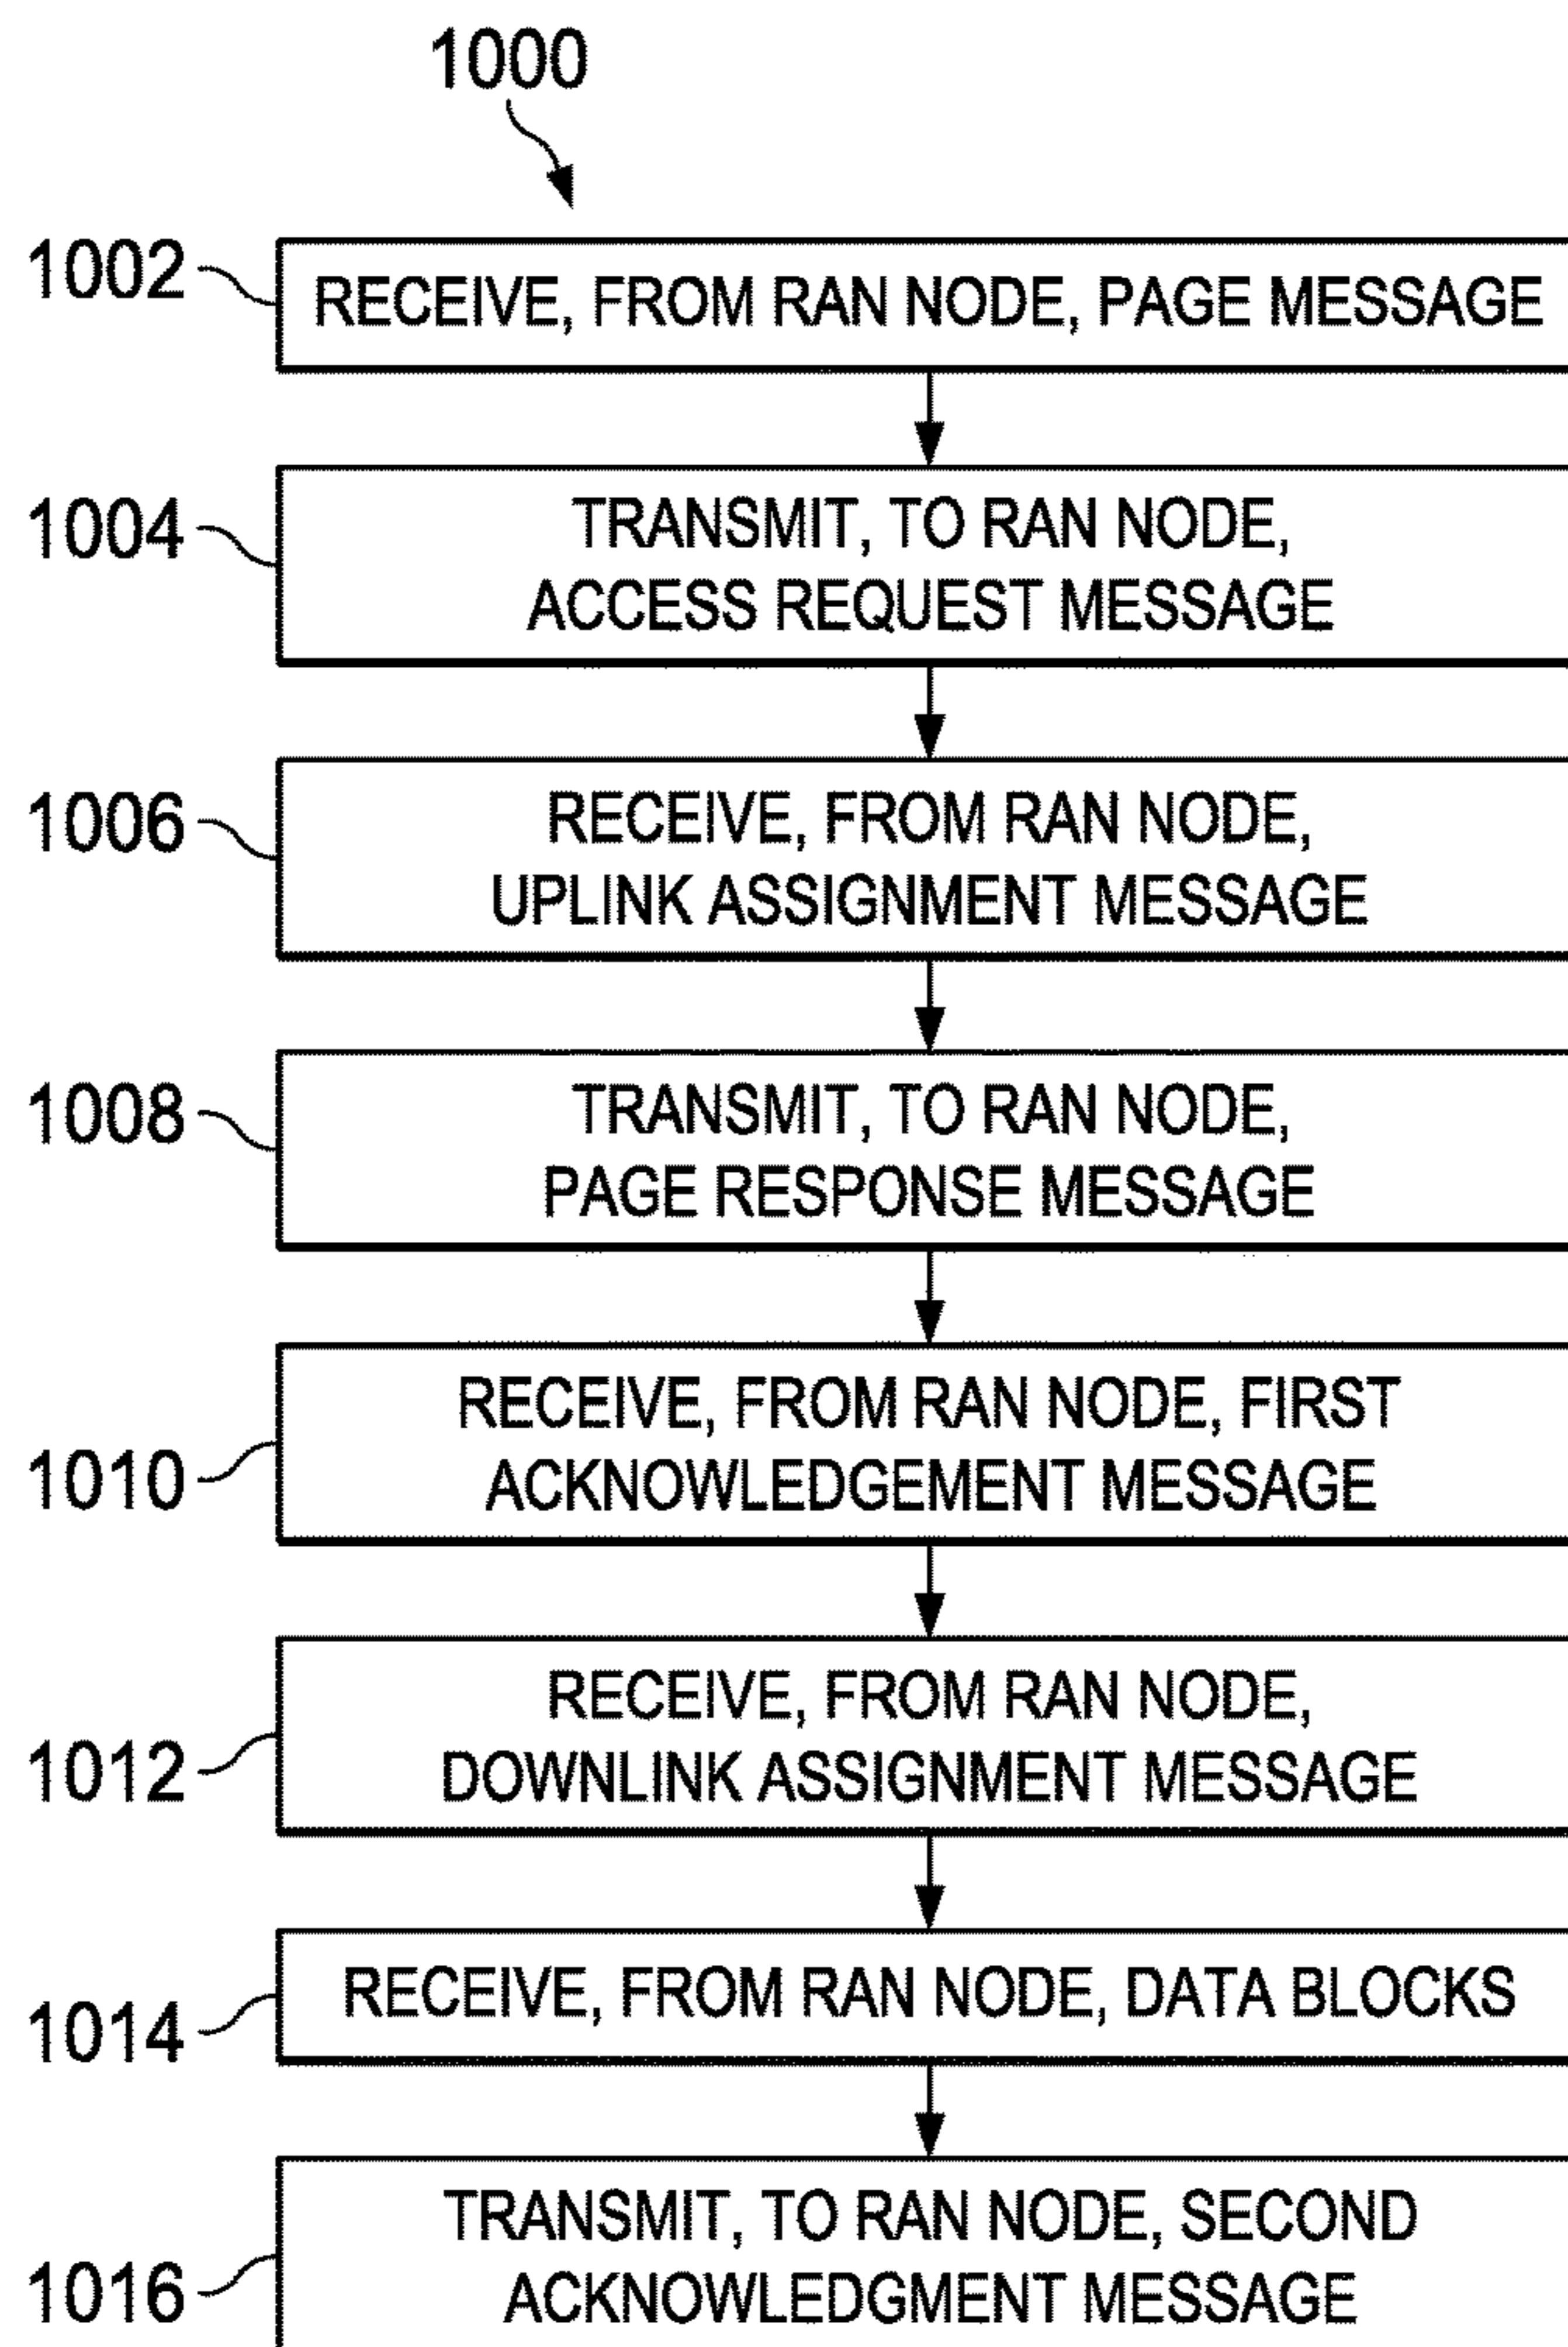 1000
1002
RECEIVE, FROM RAN NODE, PAGE MESSAGE
1004
TRANSMIT, TO RAN NODE,
ACCESS REQUEST MESSAGE
1006
RECEIVE, FROM RAN NODE,
UPLINK ASSIGNMENT MESSAGE
1008
TRANSMIT, TO RAN NODE,
PAGE RESPONSE MESSAGE
1010
RECEIVE, FROM RAN NODE, FIRST
ACKNOWLEDGEMENT MESSAGE
1012
RECEIVE, FROM RAN NODE,
DOWNLINK ASSIGNMENT MESSAGE
1014
RECEIVE, FROM RAN NODE, DATA BLOCKS
1016
TRANSMIT, TO RAN NODE, SECOND
ACKNOWLEDGMENT MESSAGE